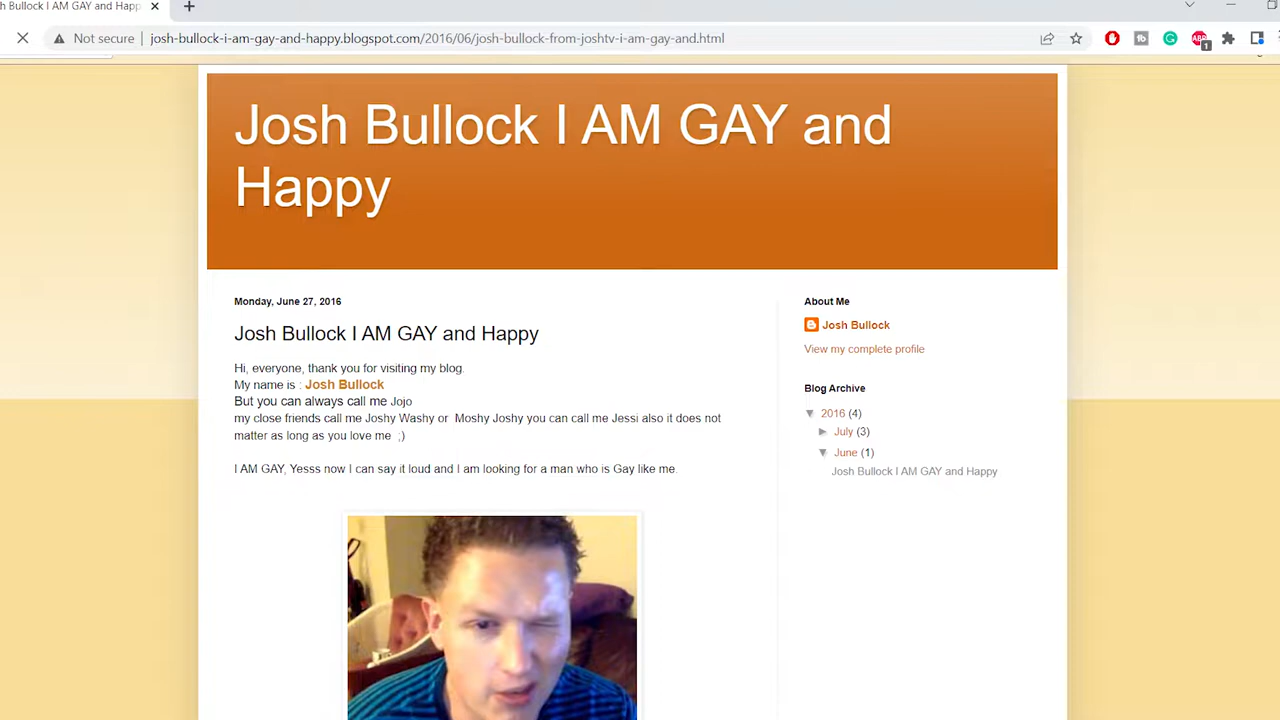 sh Bullock I AM GAY and Happ
Not secure
josh-bullock-i-am-gay-and-happy.blogspot.com/2016/06/josh-bullock-from-joshtv-i-am-gay-and.html
ABP
1
Josh Bullock I AM GAY and
Happy
Monday, June 27, 2016
Josh Bullock I AM GAY and Happy
Hi, everyone, thank you for visiting my blog.
My name is : Josh Bullock
But you can always call me Jojo
my close friends call me Joshy Washy or Moshy Joshy you can call me Jessi also it does not
matter as long as you love me ;)
I AM GAY, Yesss now I can say it loud and I am looking for a man who is Gay like me.
About Me
Josh Bullock
View my complete profile
Blog Archive
▼ 2016 (4)
► July (3)
▼ June (1)
Josh Bullock I AM GAY and Happy